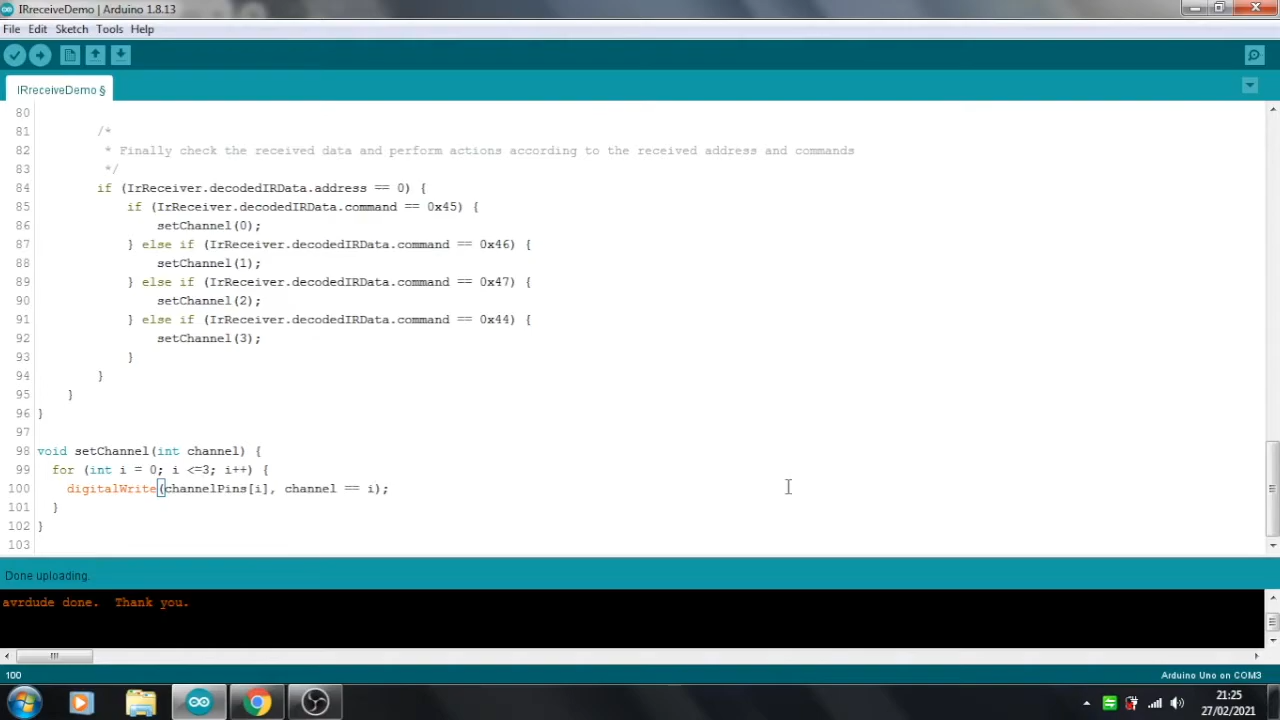 IRreceiveDemo | Arduino 1.8.13
File Edit Sketch Tools Help
IRreceiveDemo §
80
81 /*
82 * Finally check the received data and perform actions according to the received address and commands
83 */
84 if (IrReceiver.decodedIRData.address == 0) {
85 if (IrReceiver.decodedIRData.command == 0x45) {
86 setChannel(0);
87 } else if (IrReceiver.decodedIRData.command == 0x46) {
88 setChannel(1);
89 } else if (IrReceiver.decodedIRData.command == 0x47) {
90 setChannel(2);
91 } else if (IrReceiver.decodedIRData.command == 0x44) {
92 setChannel(3);
93 }
94 }
95 }
96 }
97
98 void setChannel(int channel) {
99 for (int i = 0; i <=3; i++) {
100 digitalWrite(channelPins[i], channel == i);
101 }
102 }
103
Done uploading.
avrdude done.  Thank you.
100 Arduino Uno on COM3
21:25
27/02/2021